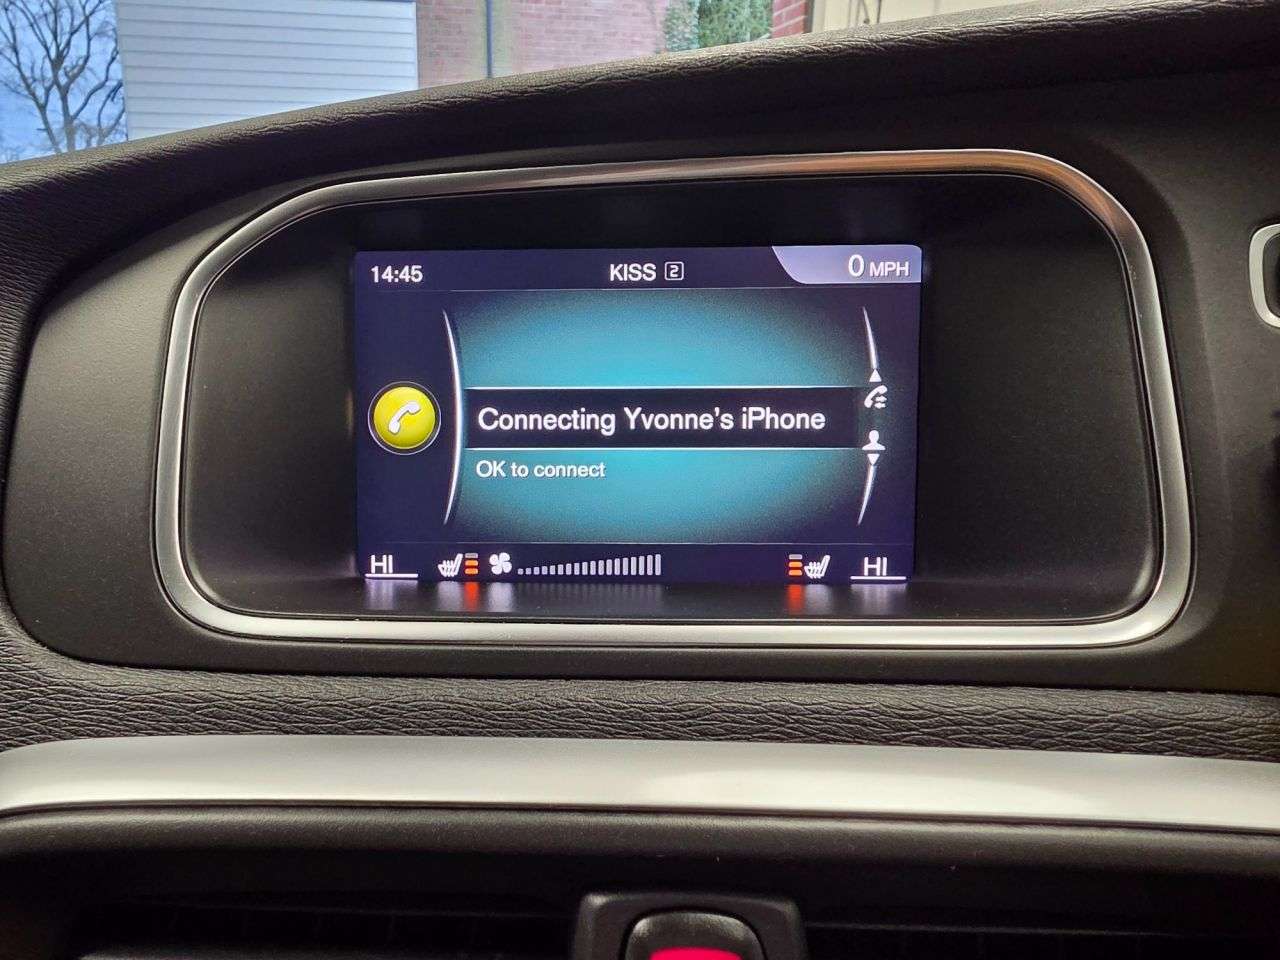 14:45 KISS 2 0 MPH
Connecting Yvonne's iPhone
OK to connect
HI HI